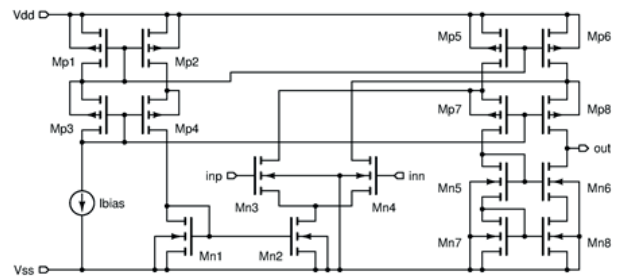 Vdd
Mp1
Mp2
Mp5
Mp6
Mp3
Mp4
Mp7
Mp8
inp
inn
out
Mn3
Mn4
Mn5
Mn6
Ibias
Mn1
Mn2
Mn7
Mn8
Vss